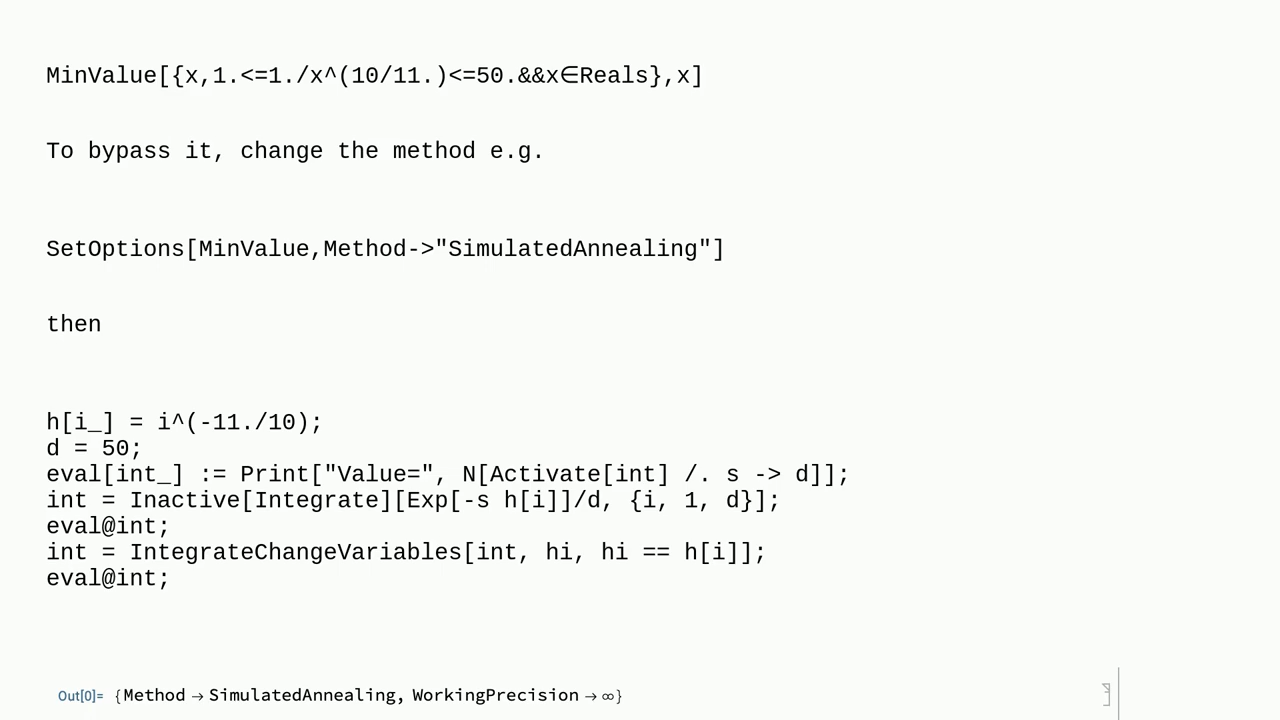 MinValue[{x,1.<=1./x^(10/11.)<=50.&&x∈Reals},x]
To bypass it, change the method e.g.
SetOptions[MinValue,Method->"SimulatedAnnealing"]
then
h[i_] = i^(-11./10);
d = 50;
eval[int_] := Print["Value=", N[Activate[int] /. s -> d]];
int = Inactive[Integrate][Exp[-s h[i]]/d, {i, 1, d}];
eval@int;
int = IntegrateChangeVariables[int, hi, hi == h[i]];
eval@int;
Out[0]= {Method → SimulatedAnnealing, WorkingPrecision → ∞}